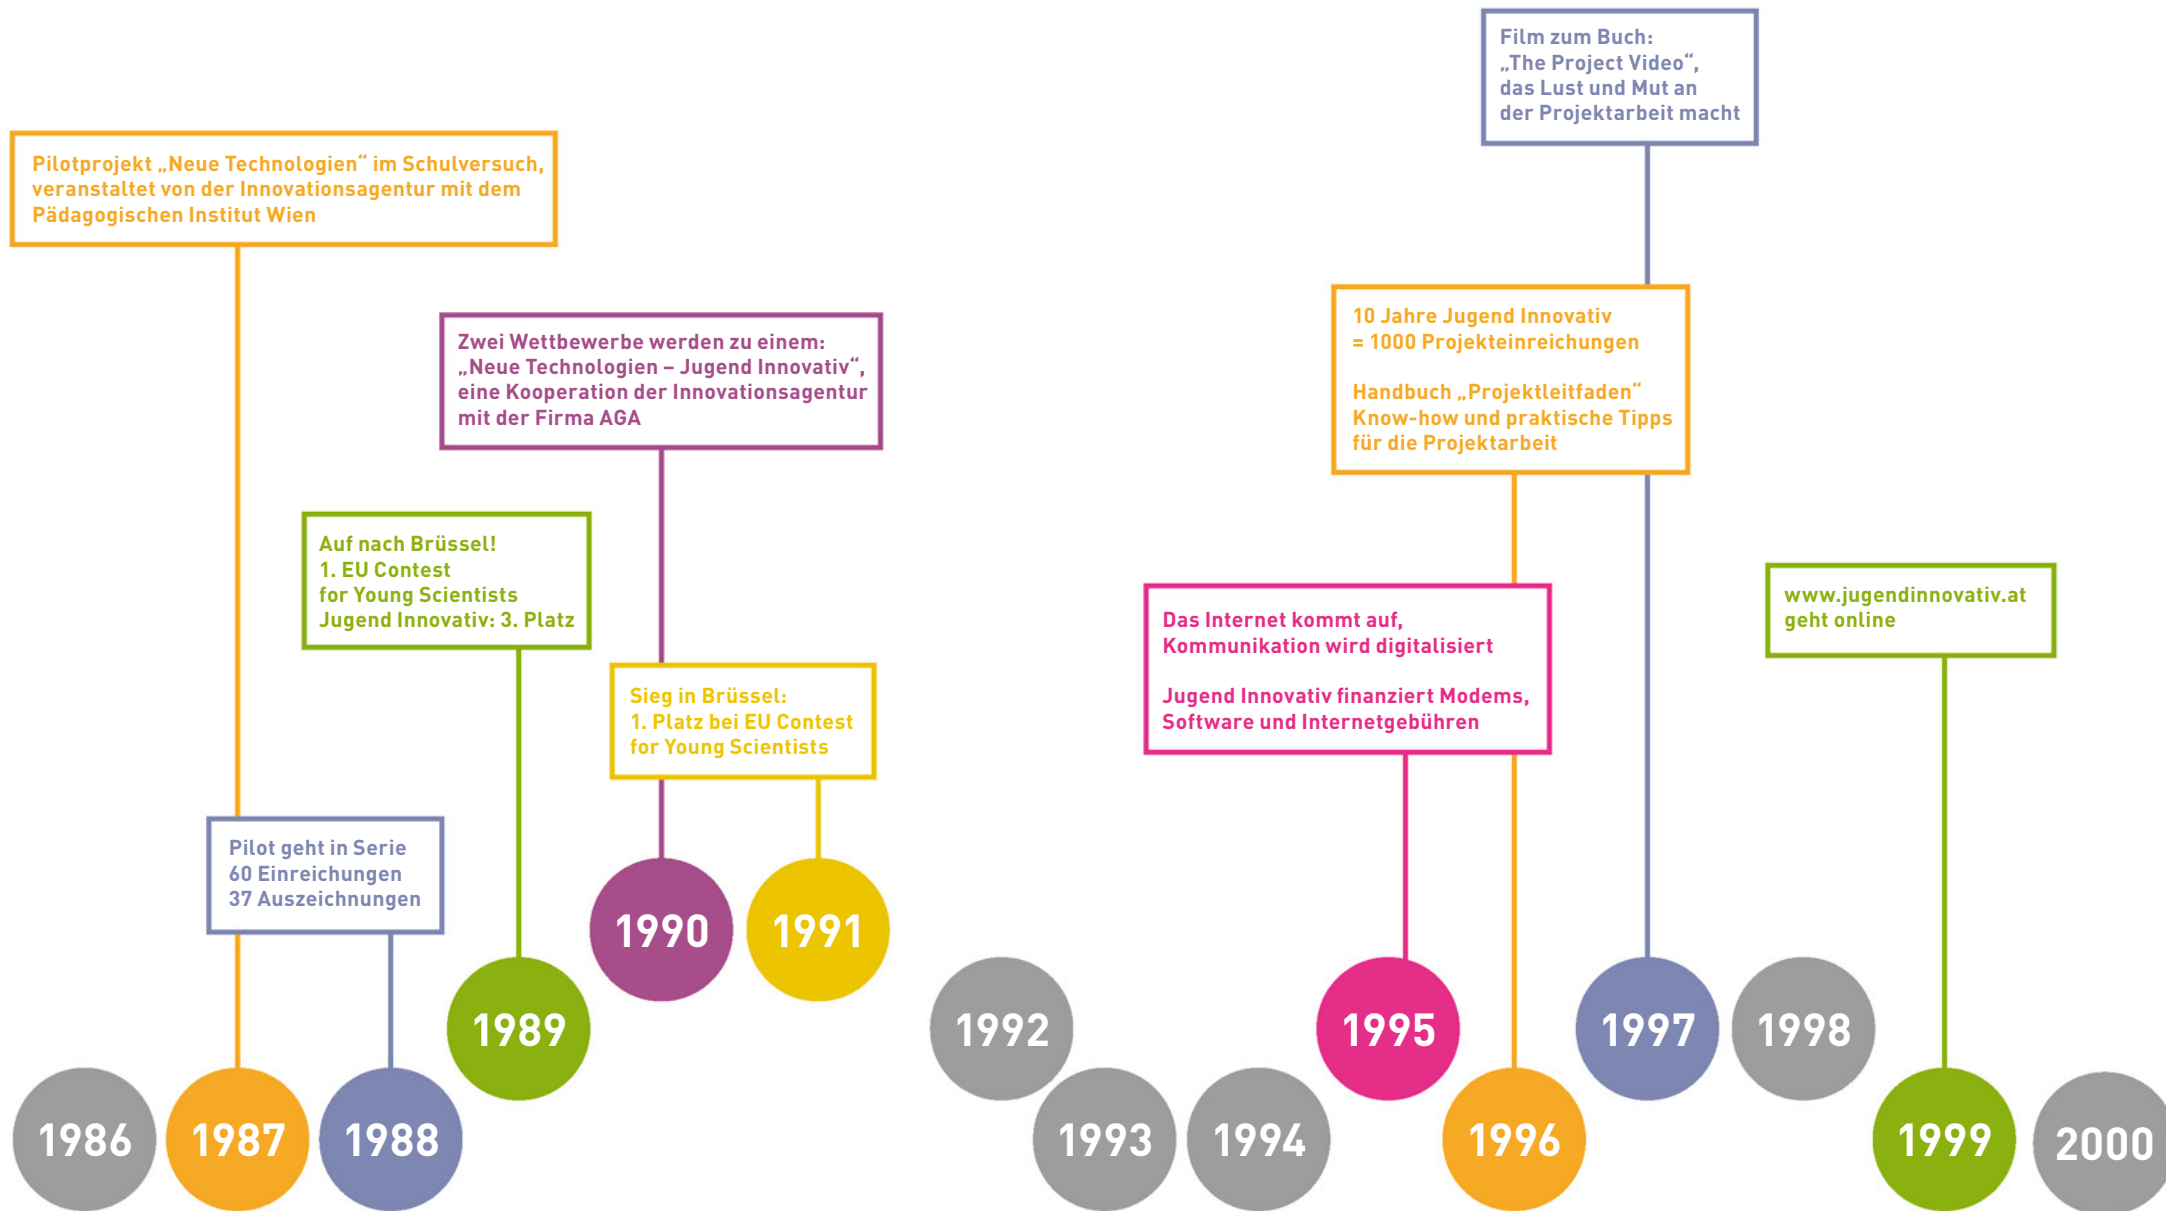 Film zum Buch:
„The Project Video“,
das Lust und Mut an
der Projektarbeit macht
Pilotprojekt „Neue Technologien“ im Schulversuch,
veranstaltet von der Innovationsagentur mit dem
Pädagogischen Institut Wien
Zwei Wettbewerbe werden zu einem:
„Neue Technologien – Jugend Innovativ“,
eine Kooperation der Innovationsagentur
mit der Firma AGA
10 Jahre Jugend Innovativ
= 1000 Projekteinreichungen
Handbuch „Projektleitfaden“
Know-how und praktische Tipps
für die Projektarbeit
Auf nach Brüssel!
1. EU Contest
for Young Scientists
Jugend Innovativ: 3. Platz
Das Internet kommt auf,
Kommunikation wird digitalisiert
Jugend Innovativ finanziert Modems,
Software und Internetgebühren
www.jugendinnovativ.at
geht online
Sieg in Brüssel:
1. Platz bei EU Contest
for Young Scientists
Pilot geht in Serie
60 Einreichungen
37 Auszeichnungen
1986
1987
1988
1989
1990
1991
1992
1993
1994
1995
1996
1997
1998
1999
2000